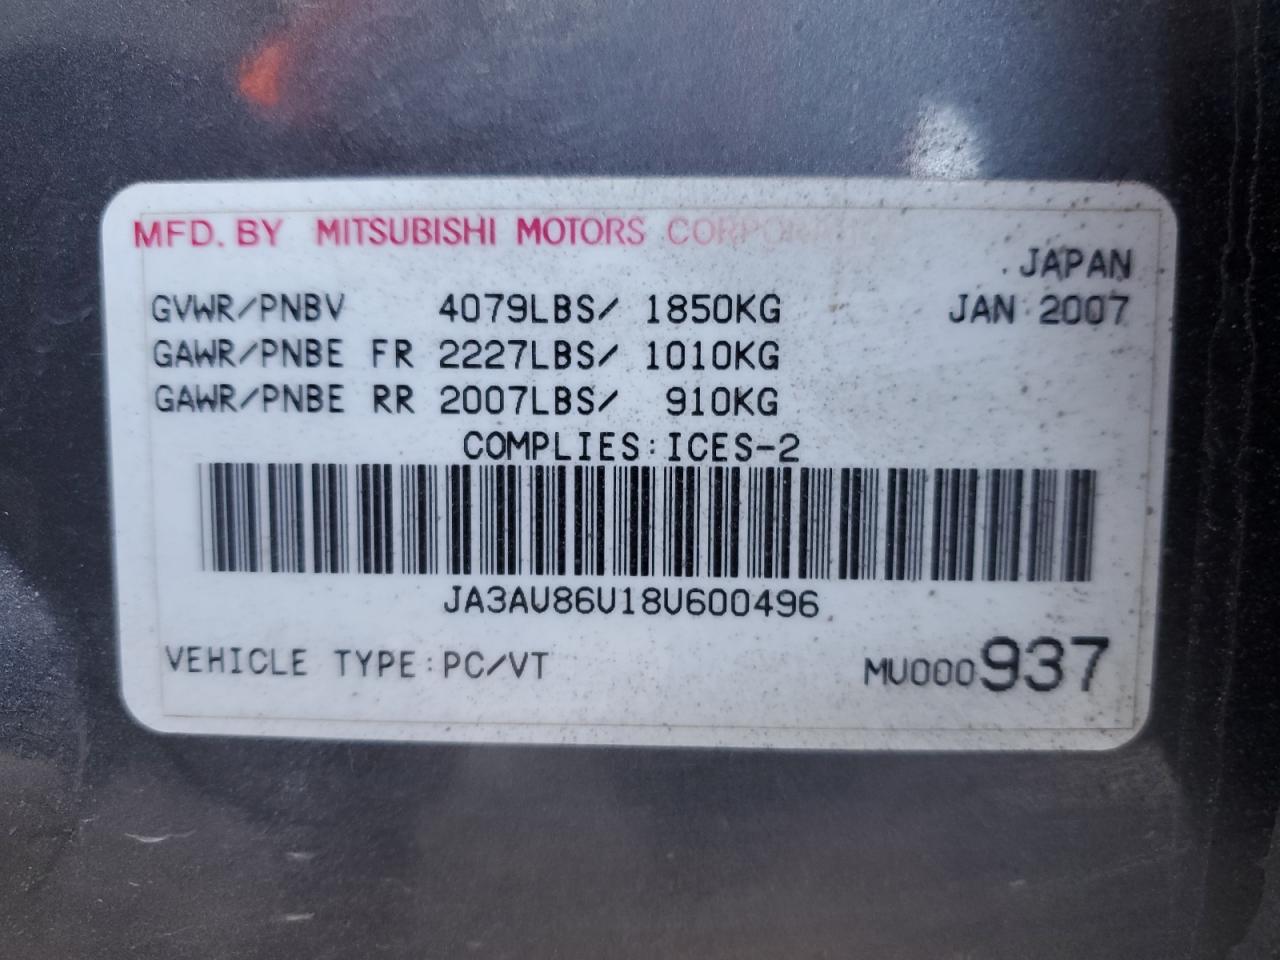 MFD. BY MITSUBISHI MOTORS CORPORATION
JAPAN
GVWR/PNBV 4079LBS/ 1850KG JAN 2007
GAWR/PNBE FR 2227LBS/ 1010KG
GAWR/PNBE RR 2007LBS/ 910KG
COMPLIES:ICES-2
JA3AU86U18U600496
VEHICLE TYPE:PC/VT MU000937